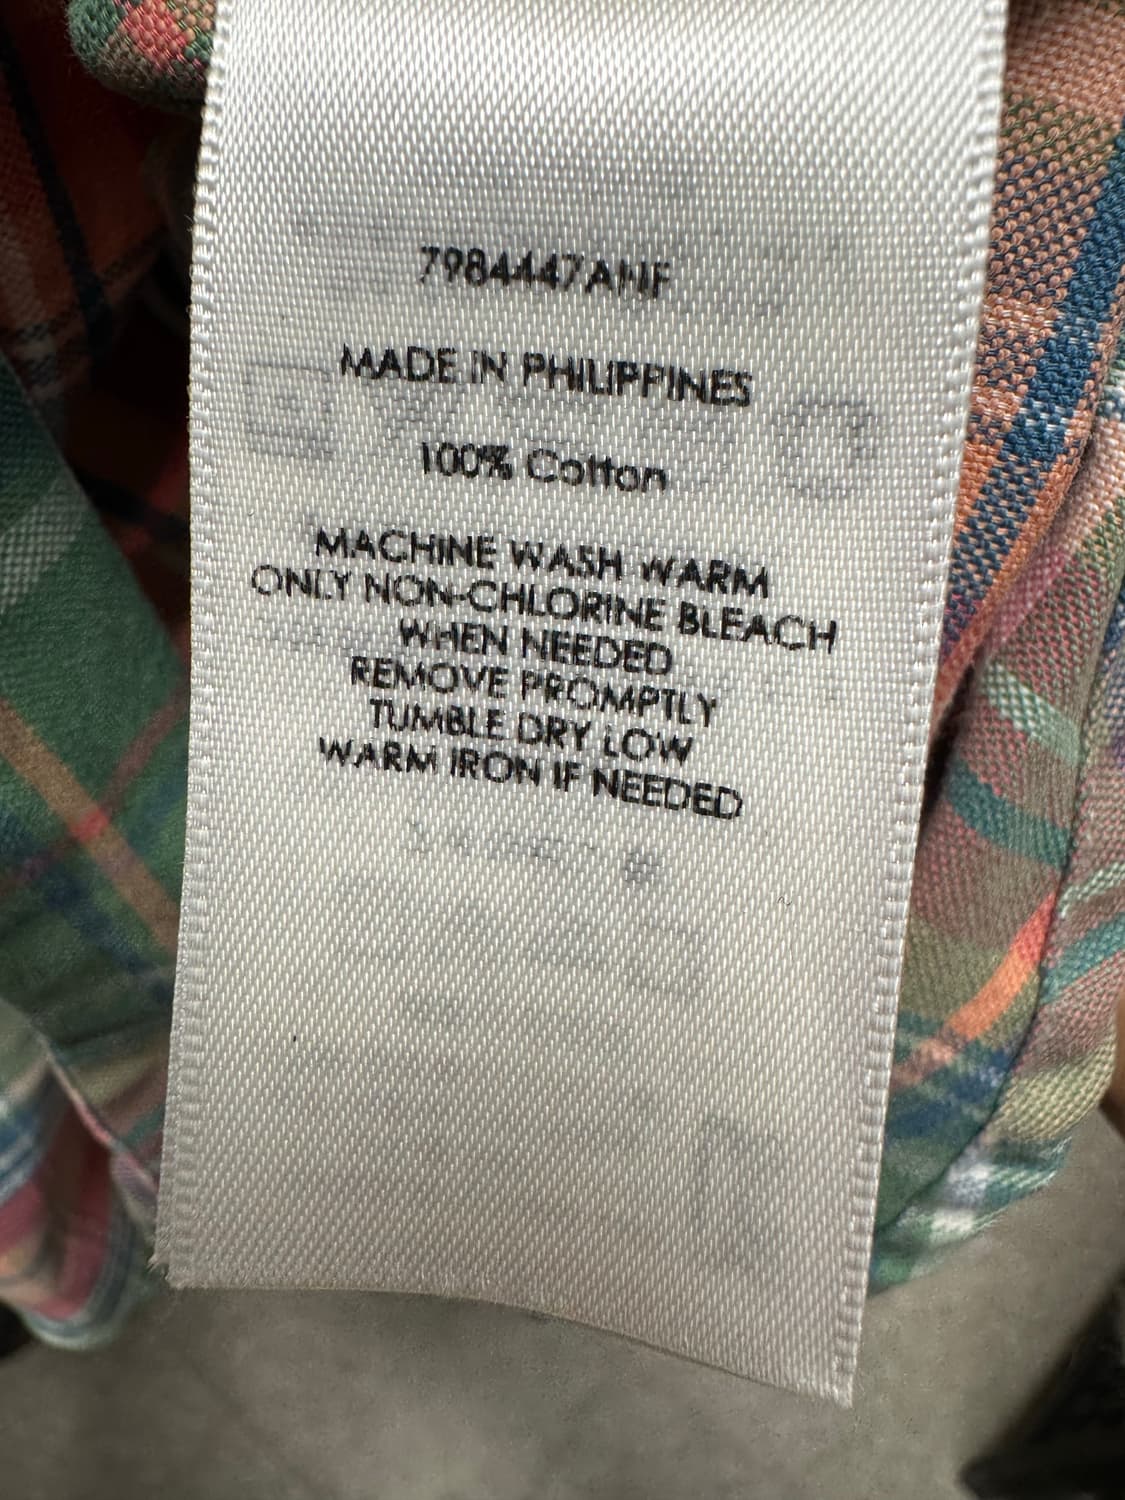 7984447ANF
MADE IN PHILIPPINES
100% Cotton
MACHINE WASH WARM
ONLY NON-CHLORINE BLEACH
WHEN NEEDED
REMOVE PROMPTLY
TUMBLE DRY LOW
WARM IRON IF NEEDED